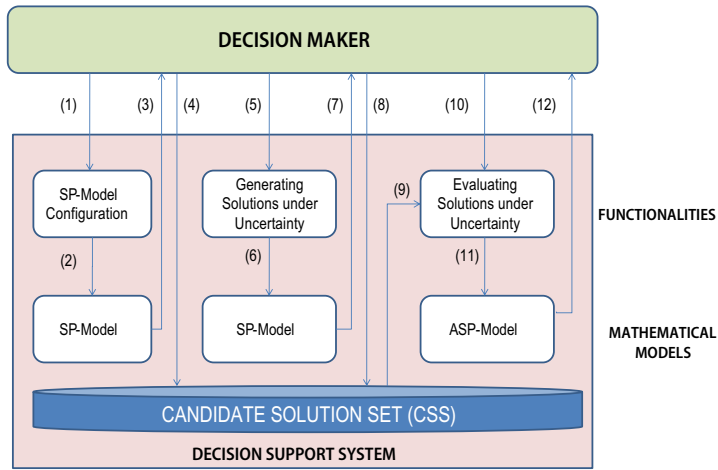 DECISION MAKER
(1)
(3)
(4)
(5)
(7)
(8)
(10)
(12)
SP-Model
Configuration
Generating
Solutions under
Uncertainty
(9)
Evaluating
Solutions under
Uncertainty
FUNCTIONALITIES
(2)
(6)
(11)
SP-Model
SP-Model
ASP-Model
MATHEMATICAL
MODELS
CANDIDATE SOLUTION SET (CSS)
DECISION SUPPORT SYSTEM